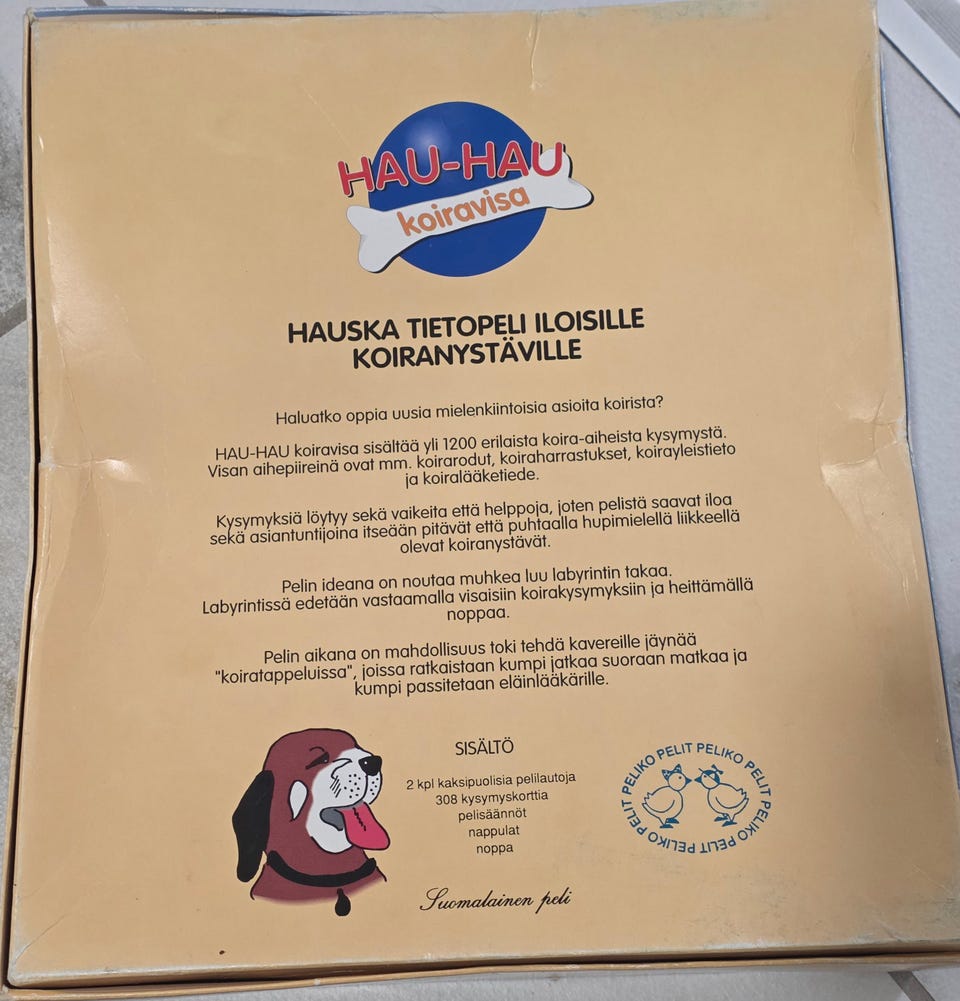 HAU-HAU
koiravisa
HAUSKA TIETOPELI ILOISILLE
KOIRANYSTÄVILLE
Haluatko oppia uusia mielenkiintoisia asioita koirista?
HAU-HAU koiravisa sisältää yli 1200 erilaista koira-aiheista kysymystä.
Visan aihepiireinä ovat mm. koirarodut, koiraharrastukset, koirayleistieto
ja koiralääketiede.
Kysymyksiä löytyy sekä vaikeita että helppoja, joten pelistä saavat iloa
sekä asiantuntijoina itseään pitävät että puhtaalla hupimielellä liikkeellä
olevat koiranystävät.
Pelin ideana on noutaa muhkea luu labyrintin takaa.
Labyrintissä edetään vastaamalla visaisiin koirakysymyksiin ja heittämällä
noppaa.
Pelin aikana on mahdollisuus toki tehdä kavereille jäynää
"koiratappeluissa", joissa ratkaistaan kumpi jatkaa suoraan matkaa ja
kumpi passitetaan eläinlääkärille.
SISÄLTÖ
2 kpl kaksipuolisia pelilautoja
308 kysymyskorttia
pelisäännöt
nappulat
noppa
Suomalainen peli
PELIKO PELIT PELIKO PELIT PELIKO PELIT PELIKO PELIT